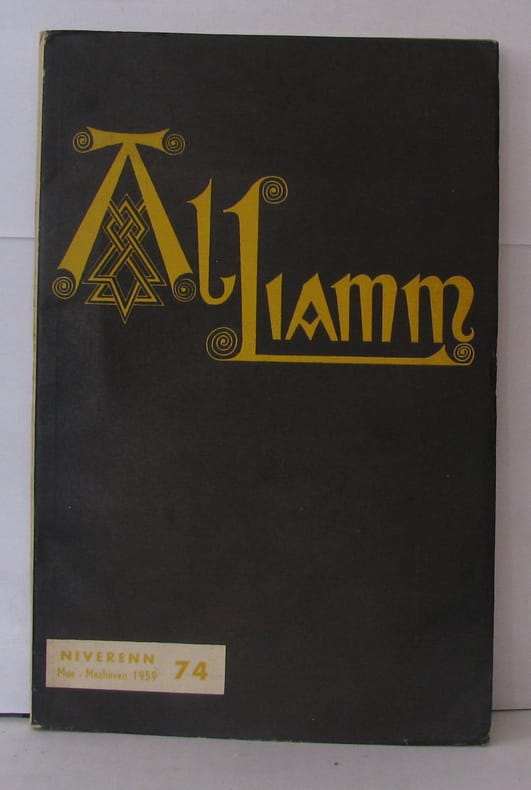 Al Liamm
NIVERENN 74
Mae - Mezheven 1959